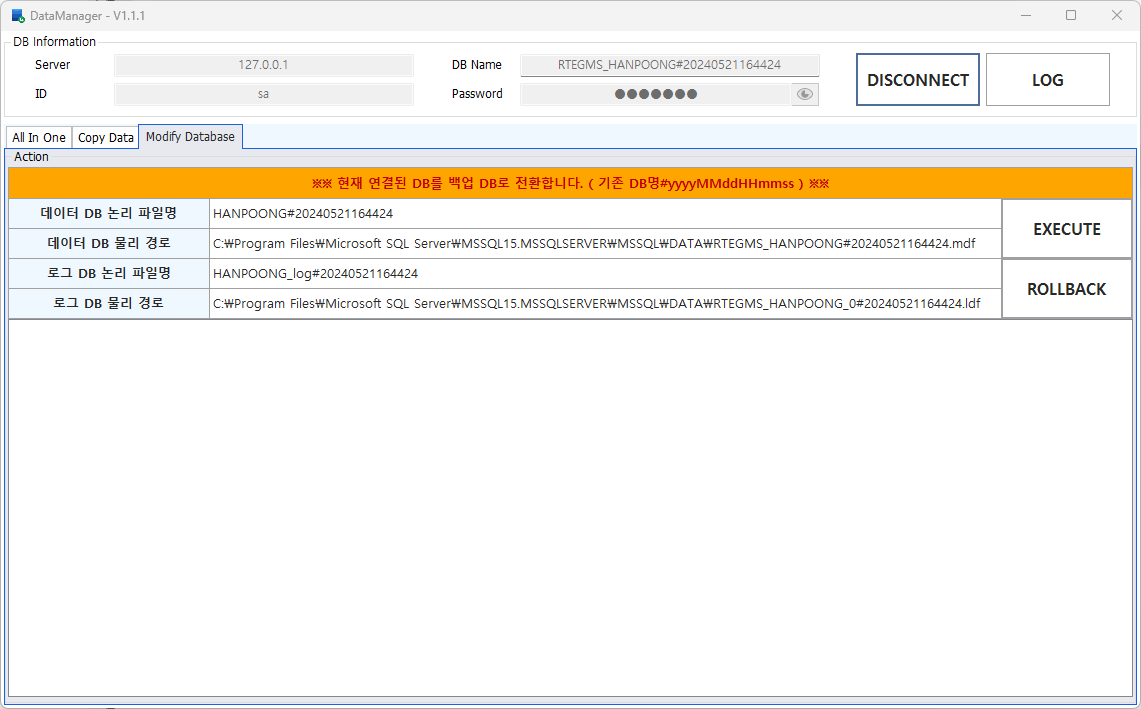 DataManager - V1.1.1
DB Information
Server 127.0.0.1 DB Name RTEGMS_HANPOONG#20240521164424 DISCONNECT LOG
ID sa Password ●●●●●●●
All In One Copy Data Modify Database
Action
※※ 현재 연결된 DB를 백업 DB로 전환합니다. ( 기존 DB명#yyyyMMddHHmmss ) ※※
데이터 DB 논리 파일명 HANPOONG#20240521164424
EXECUTE
데이터 DB 물리 경로 C:₩Program Files₩Microsoft SQL Server₩MSSQL15.MSSQLSERVER₩MSSQL₩DATA₩RTEGMS_HANPOONG#20240521164424.mdf
로그 DB 논리 파일명 HANPOONG_log#20240521164424
ROLLBACK
로그 DB 물리 경로 C:₩Program Files₩Microsoft SQL Server₩MSSQL15.MSSQLSERVER₩MSSQL₩DATA₩RTEGMS_HANPOONG_0#20240521164424.ldf